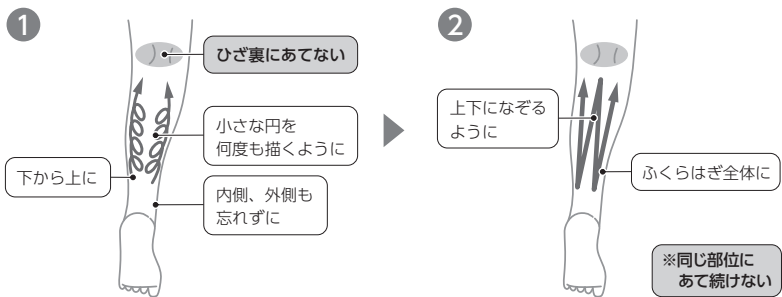 1
ひざ裏にあてない
小さな円を
何度も描くように
下から上に
内側、外側も
忘れずに
2
上下になぞる
ように
ふくらはぎ全体に
※同じ部位に
あて続けない